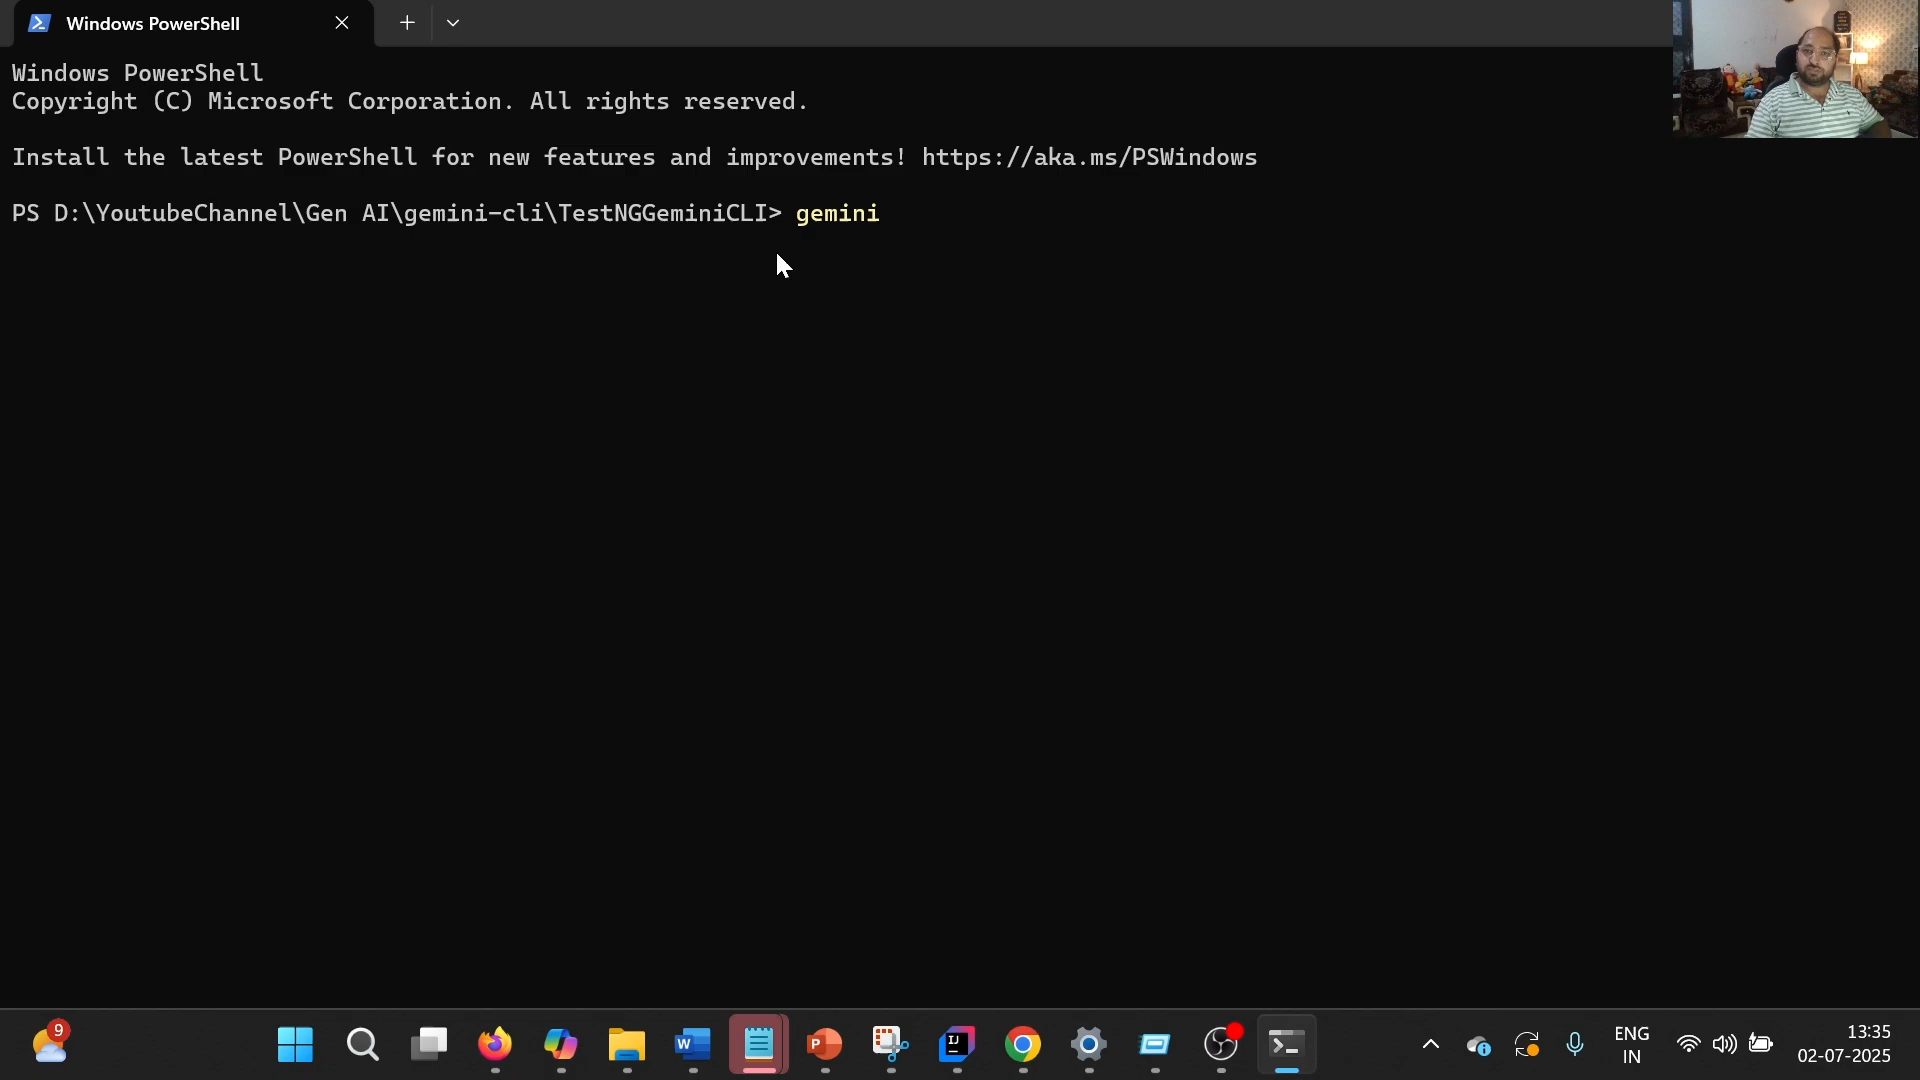 Windows PowerShell
Windows PowerShell
Copyright (C) Microsoft Corporation. All rights reserved.
Install the latest PowerShell for new features and improvements! https://aka.ms/PSWindows
PS D:\YoutubeChannel\Gen AI\gemini-cli\TestNGGeminiCLI> gemini
9
W
P
IJ
ENG
IN
13:35
02-07-2025